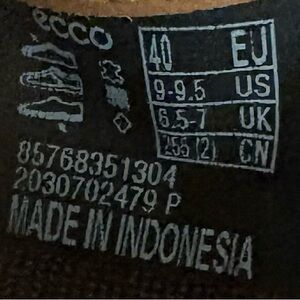 ecco
40 EU
9-9.5 US
6.5-7 UK
255 (2) CN
85768351304
2030702479 P
MADE IN INDONESIA